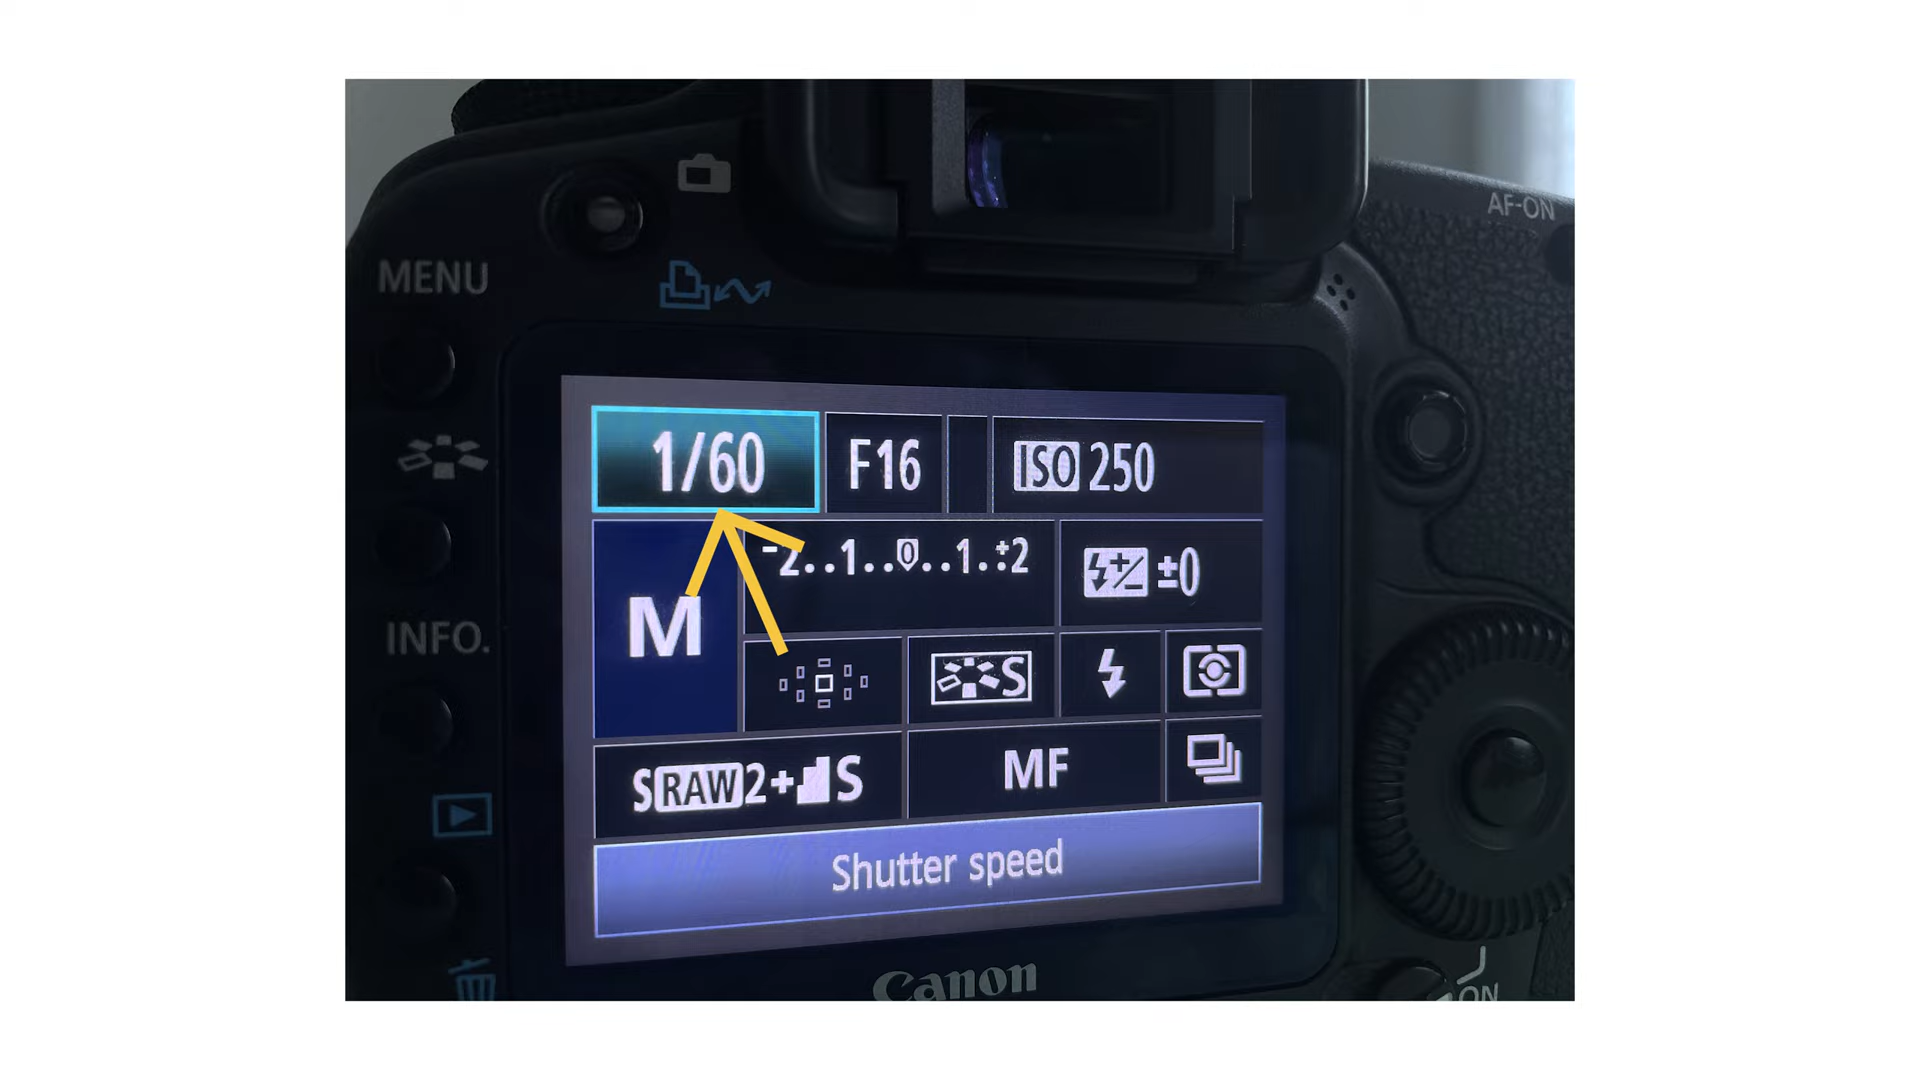 AF-ON
MENU
1/60 F16 ISO 250
-2..1..0..1..+2 ±0
M
INFO.
S
SRAW2+S MF
Shutter speed
Canon
ON